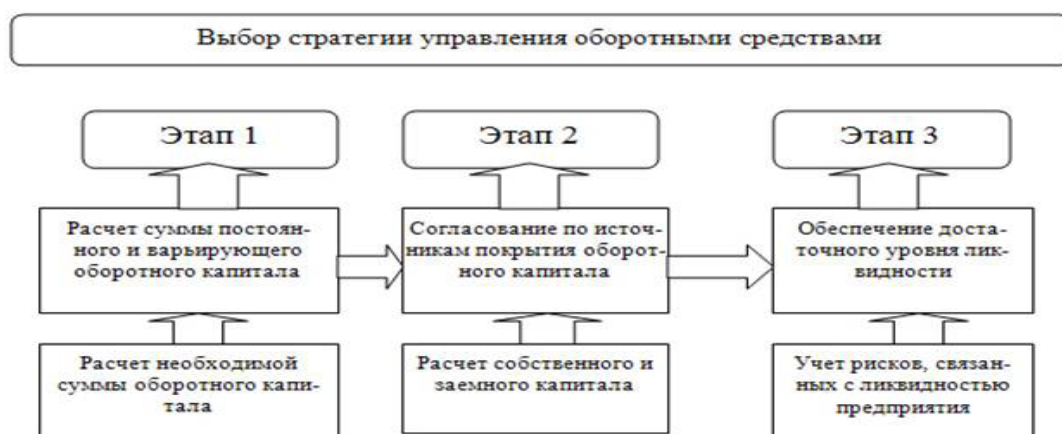 Выбор стратегии управления оборотными средствами
Этап 1
Этап 2
Этап 3
Расчет суммы постоян-
ного и варьирующего
оборотного капитала
Согласование по источ-
никам покрытия оборот-
ного капитала
Обеспечение доста-
точного уровня лик-
видности
Расчет необходимой
суммы оборотного капи-
тала
Расчет собственного и
заемного капитала
Учет рисков, связан-
ных с ликвидностью
предприятия